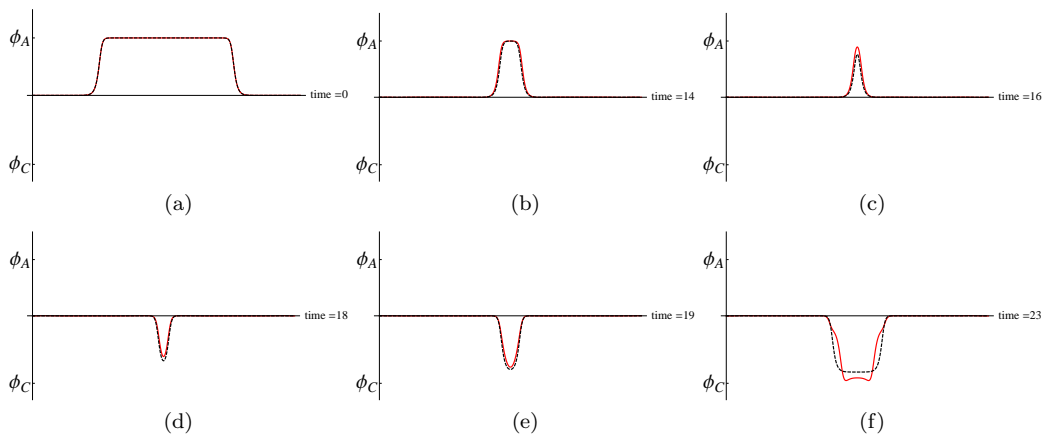 ϕA
time =0
ϕC
(a)
ϕA
time =14
ϕC
(b)
ϕA
time =16
ϕC
(c)
ϕA
time =18
ϕC
(d)
ϕA
time =19
ϕC
(e)
ϕA
time =23
ϕC
(f)